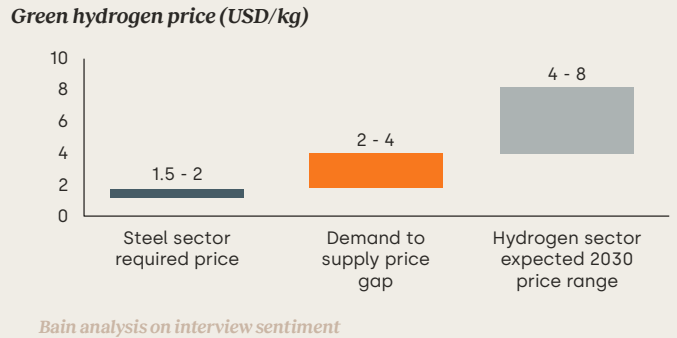 Green hydrogen price (USD/kg)
10
8
6
4
2
0
1.5 - 2
2 - 4
4 - 8
Steel sector
required price
Demand to
supply price
gap
Hydrogen sector
expected 2030
price range
Bain analysis on interview sentiment